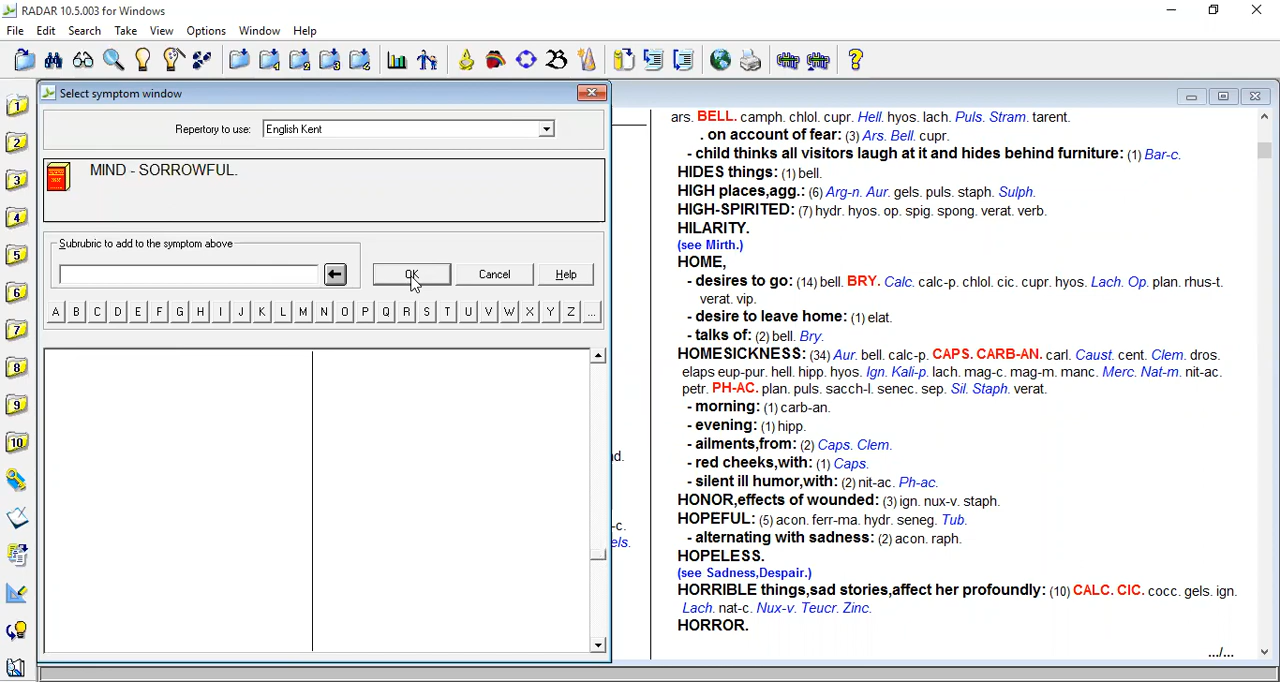 RADAR 10.5.003 for Windows
File Edit Search Take View Options Window Help
1
2
3
4
5
6
7
8
9
10
Select symptom window
Repertory to use: English Kent
MIND - SORROWFUL.
Subrubric to add to the symptom above
OK Cancel Help
A B C D E F G H I J K L M N O P Q R S T U V W X Y Z ...
d.
-c.
els.
ars. BELL. camph. chlol. cupr. Hell. hyos. lach. Puls. Stram. tarent.
. on account of fear: (3) Ars. Bell. cupr.
- child thinks all visitors laugh at it and hides behind furniture: (1) Bar-c.
HIDES things: (1) bell.
HIGH places,agg.: (6) Arg-n. Aur. gels. puls. staph. Sulph.
HIGH-SPIRITED: (7) hydr. hyos. op. spig. spong. verat. verb.
HILARITY.
(see Mirth.)
HOME,
- desires to go: (14) bell. BRY. Calc. calc-p. chlol. cic. cupr. hyos. Lach. Op. plan. rhus-t.
verat. vip.
- desire to leave home: (1) elat.
- talks of: (2) bell. Bry.
HOMESICKNESS: (34) Aur. bell. calc-p. CAPS. CARB-AN. carl. Caust. cent. Clem. dros.
elaps eup-pur. hell. hipp. hyos. Ign. Kali-p. lach. mag-c. mag-m. manc. Merc. Nat-m. nit-ac.
petr. PH-AC. plan. puls. sacch-l. senec. sep. Sil. Staph. verat.
- morning: (1) carb-an.
- evening: (1) hipp.
- ailments,from: (2) Caps. Clem.
- red cheeks,with: (1) Caps.
- silent ill humor,with: (2) nit-ac. Ph-ac.
HONOR,effects of wounded: (3) ign. nux-v. staph.
HOPEFUL: (5) acon. ferr-ma. hydr. seneg. Tub.
- alternating with sadness: (2) acon. raph.
HOPELESS.
(see Sadness,Despair.)
HORRIBLE things,sad stories,affect her profoundly: (10) CALC. CIC. cocc. gels. ign.
Lach. nat-c. Nux-v. Teucr. Zinc.
HORROR.
.../...